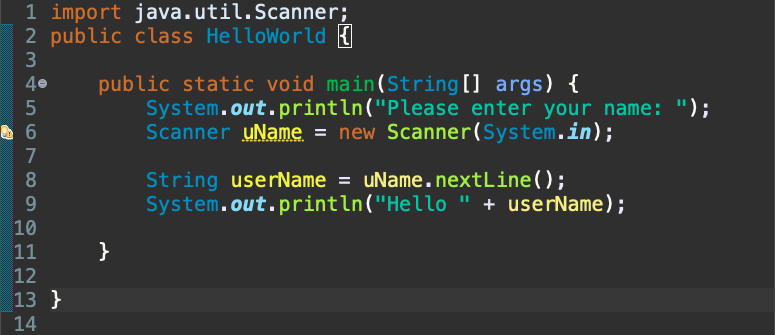 1 import java.util.Scanner;
2 public class HelloWorld {
3
4 public static void main(String[] args) {
5 System.out.println("Please enter your name: ");
6 Scanner uName = new Scanner(System.in);
7
8 String userName = uName.nextLine();
9 System.out.println("Hello " + userName);
10
11 }
12
13 }
14